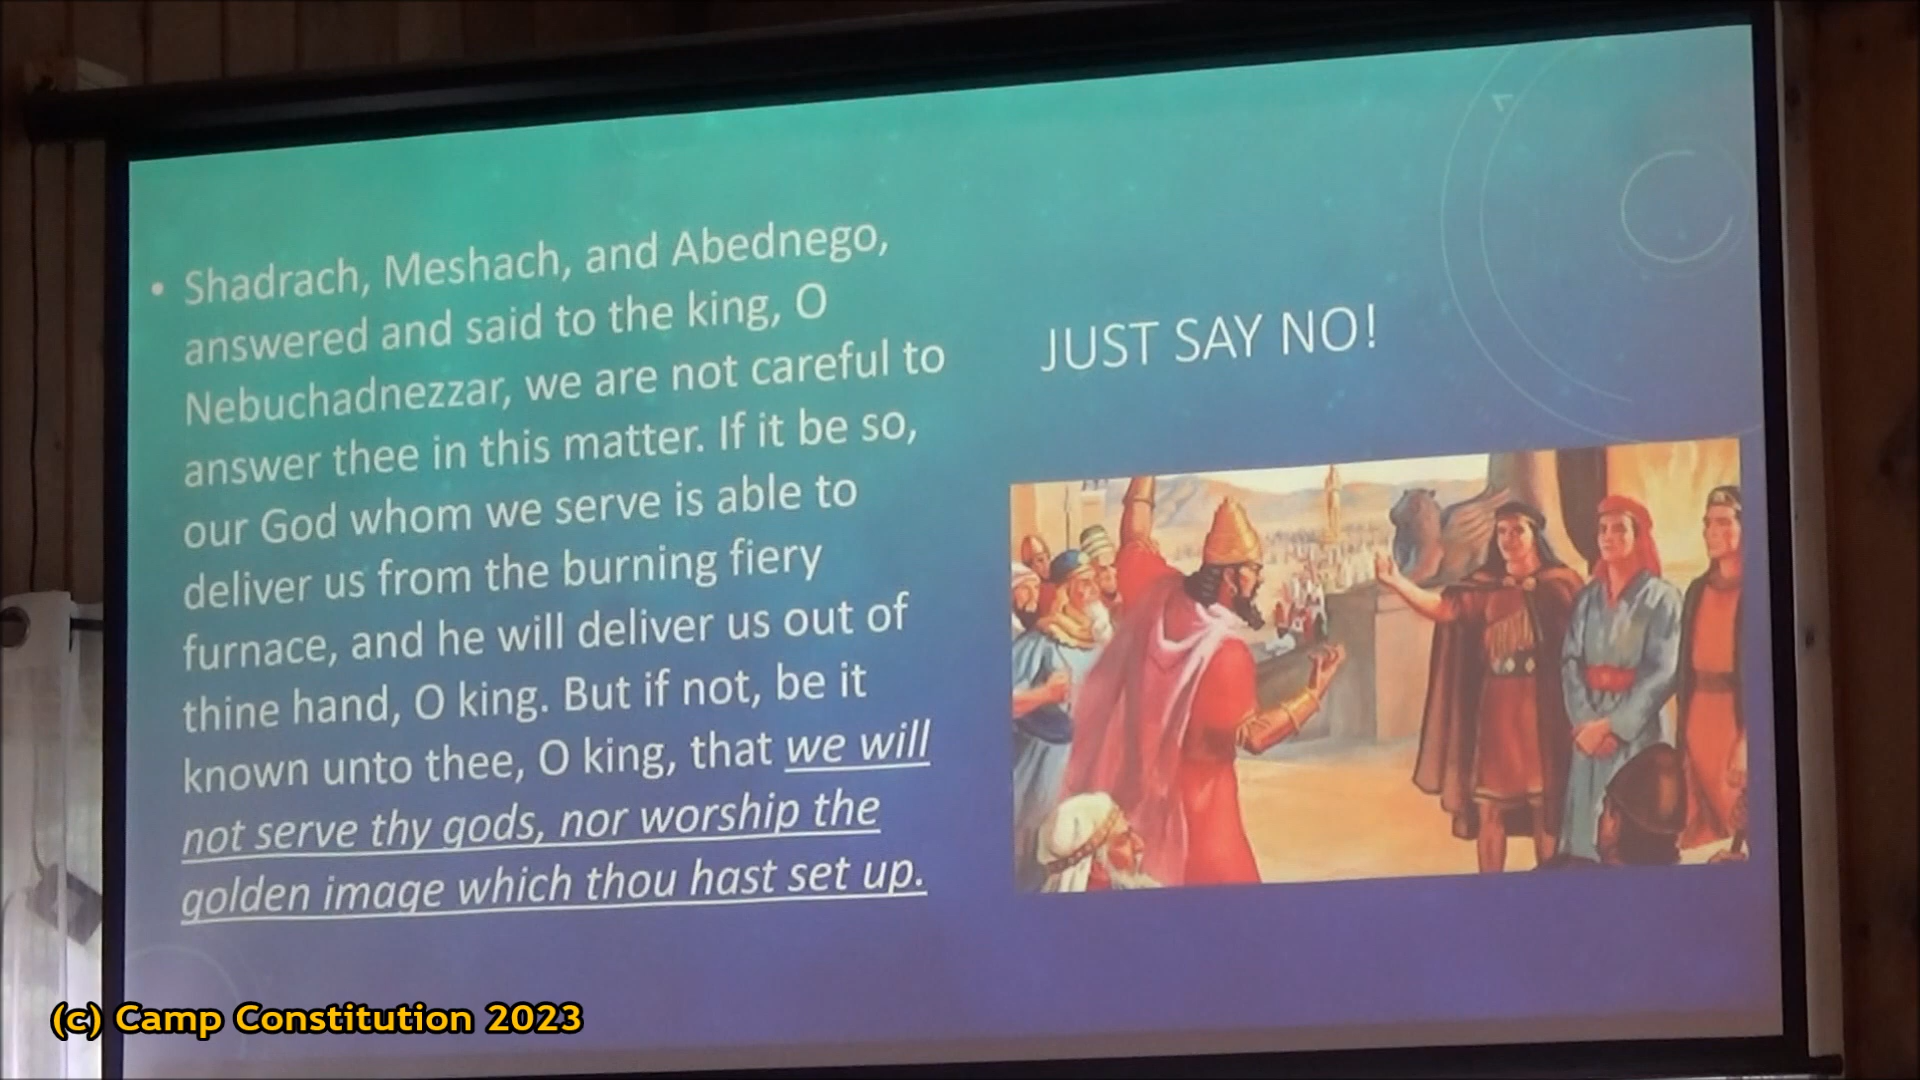 • Shadrach, Meshach, and Abednego,
answered and said to the king, O
Nebuchadnezzar, we are not careful to
answer thee in this matter. If it be so,
our God whom we serve is able to
deliver us from the burning fiery
furnace, and he will deliver us out of
thine hand, O king. But if not, be it
known unto thee, O king, that we will
not serve thy gods, nor worship the
golden image which thou hast set up.
JUST SAY NO!
(c) Camp Constitution 2023